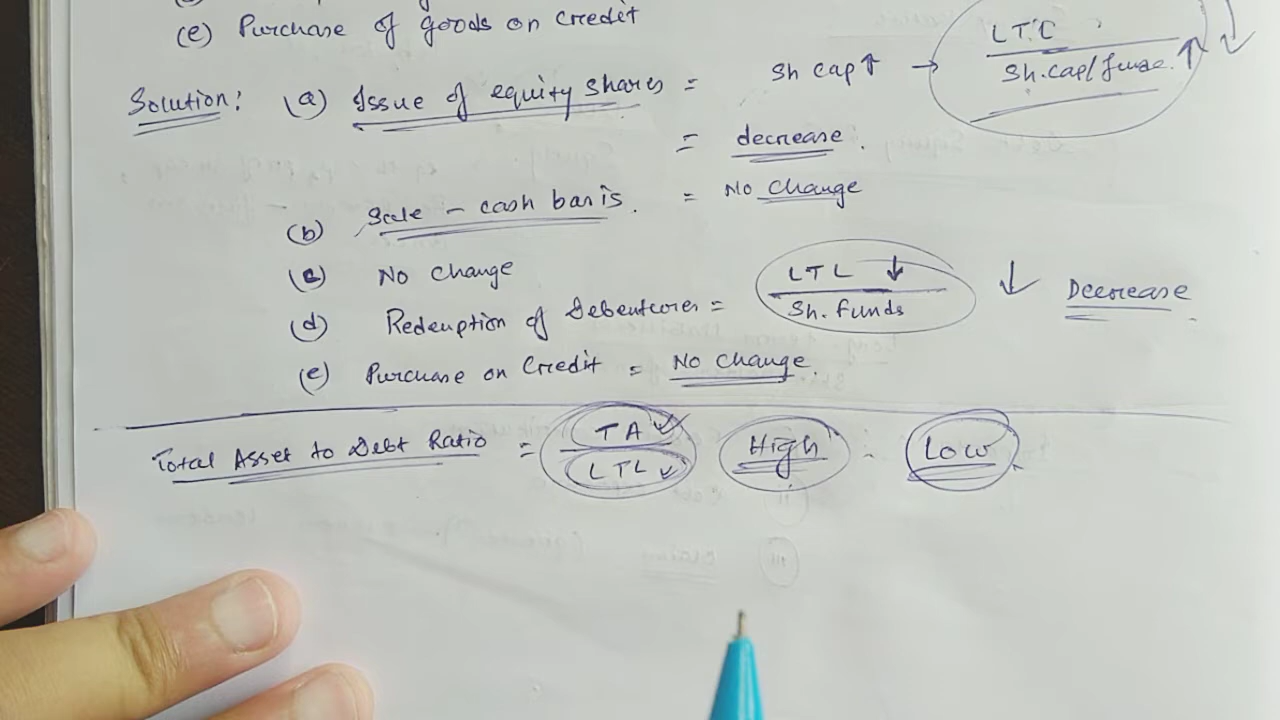 (e) Purchase of goods on credit
LTC
Sh.cap/funds. ↑ ↓
Solution: (a) Issue of equity shares = Sh cap↑ →
= decrease.
(b) Sale - cash basis. = No change
(c) No change
(d) Redemption of Debentures = LTL ↓ ↓ Decrease
Sh. Funds
(e) Purchase on Credit = No change.
Total Asset to Debt Ratio = TA ✓ High Low
LTL ✓